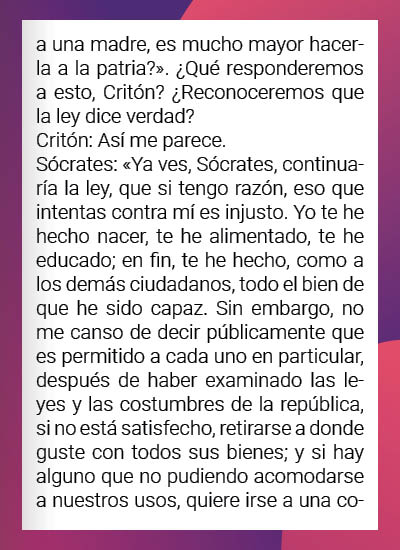 a una madre, es mucho mayor hacer-
la a la patria?». ¿Qué responderemos
a esto, Critón? ¿Reconoceremos que
la ley dice verdad?
Critón: Así me parece.
Sócrates: «Ya ves, Sócrates, continua-
ría la ley, que si tengo razón, eso que
intentas contra mí es injusto. Yo te he
hecho nacer, te he alimentado, te he
educado; en fin, te he hecho, como a
los demás ciudadanos, todo el bien de
que he sido capaz. Sin embargo, no
me canso de decir públicamente que
es permitido a cada uno en particular,
después de haber examinado las le-
yes y las costumbres de la república,
si no está satisfecho, retirarse a donde
guste con todos sus bienes; y si hay
alguno que no pudiendo acomodarse
a nuestros usos, quiere irse a una co-